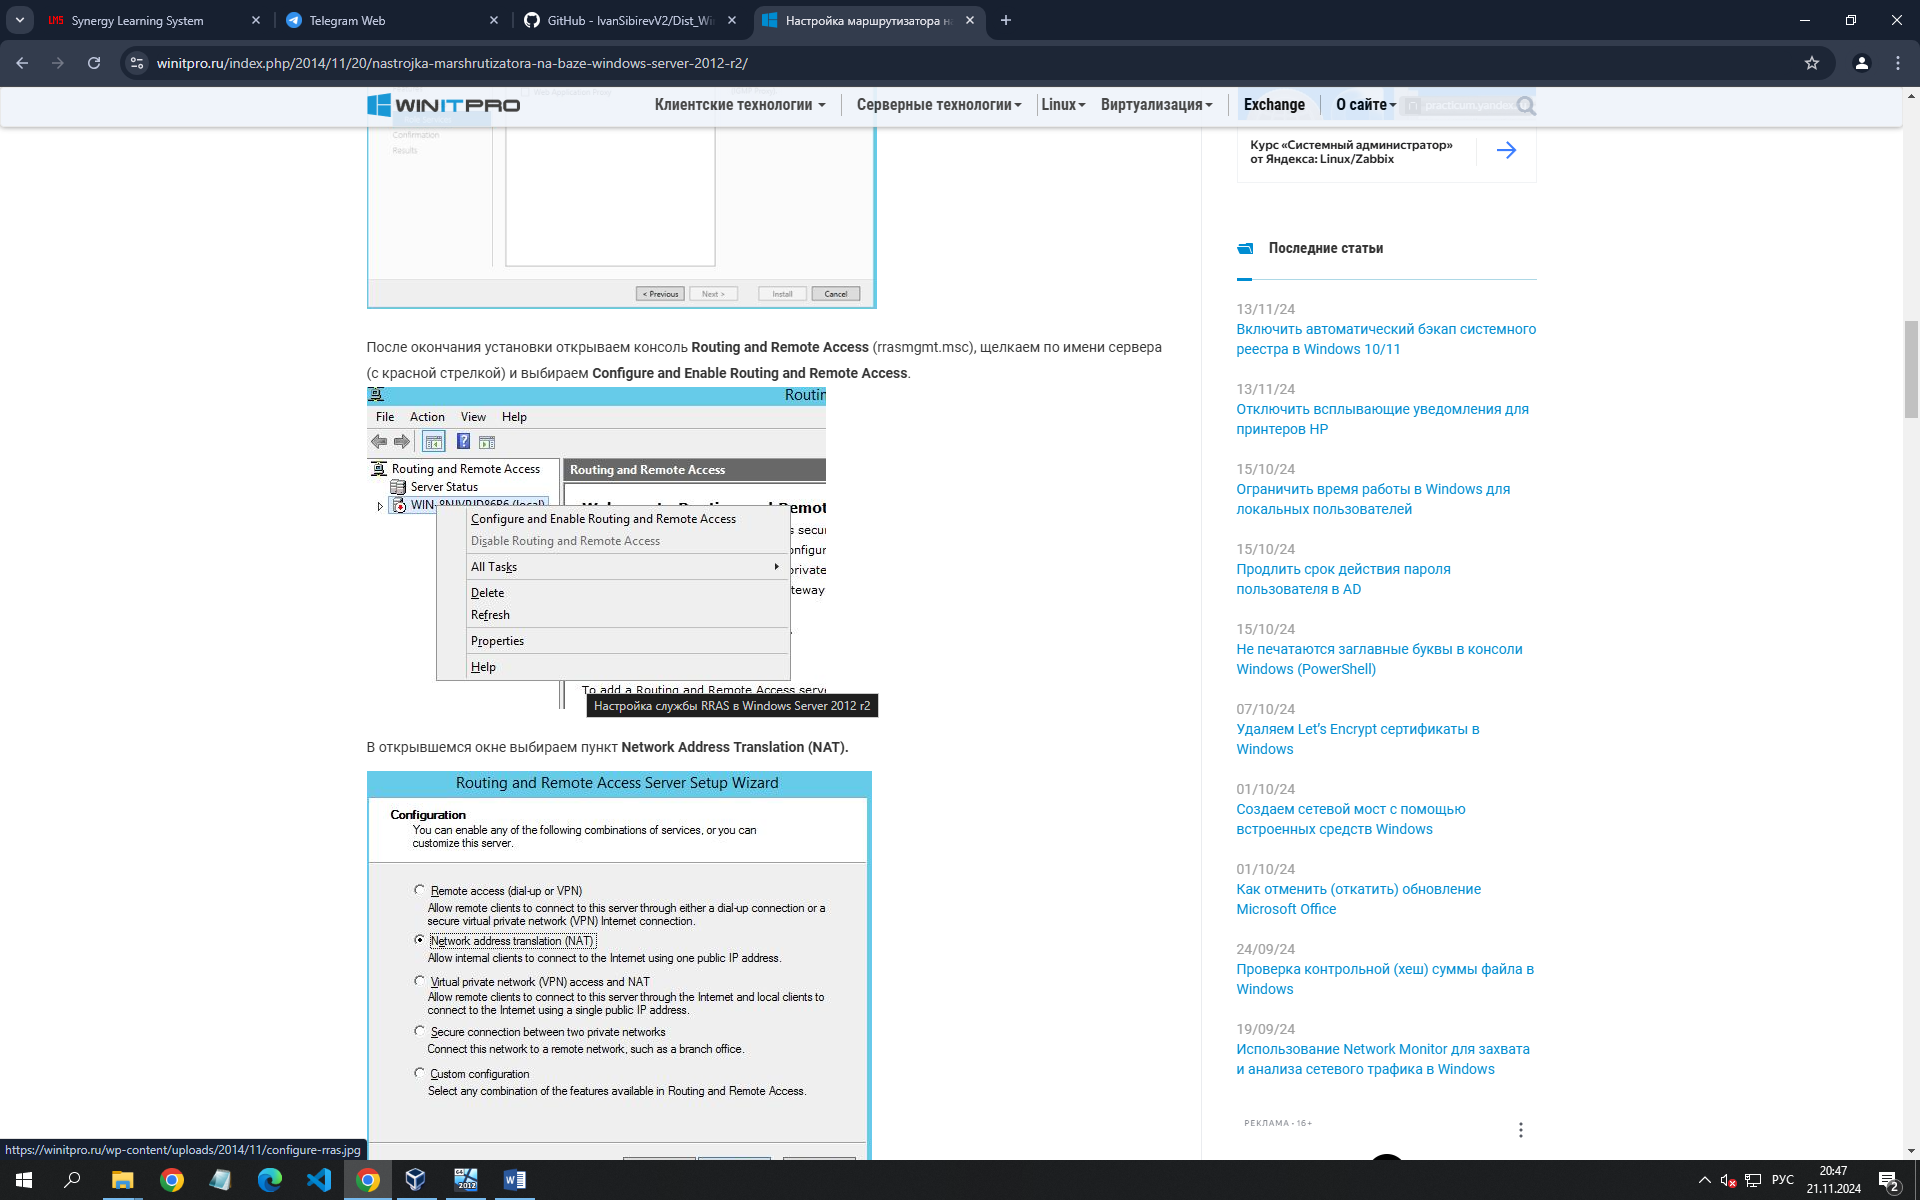 Synergy Learning System
Telegram Web
GitHub - IvanSibirevV2/Dist_Wi
Настройка маршрутизатора на
winitpro.ru/index.php/2014/11/20/nastrojka-marshrutizatora-na-baze-windows-server-2012-r2/
WINITPRO
Клиентские технологии
Серверные технологии
Linux
Виртуализация
Exchange
О сайте
practicum.yandex
Confirmation
Results
< Previous
Next >
Install
Cancel
Курс «Системный администратор»
от Яндекса: Linux/Zabbix
После окончания установки открываем консоль Routing and Remote Access (rrasmgmt.msc), щелкаем по имени сервера
(с красной стрелкой) и выбираем Configure and Enable Routing and Remote Access.
Routin
File Action View Help
Routing and Remote Access
Server Status
Routing and Remote Access
Configure and Enable Routing and Remote Access
Disable Routing and Remote Access
All Tasks
Delete
Refresh
Properties
Help
To add a Routing and Remote Access serve
Настройка службы RRAS в Windows Server 2012 r2
В открывшемся окне выбираем пункт Network Address Translation (NAT).
Routing and Remote Access Server Setup Wizard
Configuration
You can enable any of the following combinations of services, or you can
customize this server.
Remote access (dial-up or VPN)
Allow remote clients to connect to this server through either a dial-up connection or a
secure virtual private network (VPN) Internet connection.
Network address translation (NAT)
Allow internal clients to connect to the Internet using one public IP address.
Virtual private network (VPN) access and NAT
Allow remote clients to connect to this server through the Internet and local clients to
connect to the Internet using a single public IP address.
Secure connection between two private networks
Connect this network to a remote network, such as a branch office.
Custom configuration
Select any combination of the features available in Routing and Remote Access.
Последние статьи
13/11/24
Включить автоматический бэкап системного
реестра в Windows 10/11
13/11/24
Отключить всплывающие уведомления для
принтеров HP
15/10/24
Ограничить время работы в Windows для
локальных пользователей
15/10/24
Продлить срок действия пароля
пользователя в AD
15/10/24
Не печатаются заглавные буквы в консоли
Windows (PowerShell)
07/10/24
Удаляем Let's Encrypt сертификаты в
Windows
01/10/24
Создаем сетевой мост с помощью
встроенных средств Windows
01/10/24
Как отменить (откатить) обновление
Microsoft Office
24/09/24
Проверка контрольной (хеш) суммы файла в
Windows
19/09/24
Использование Network Monitor для захвата
и анализа сетевого трафика в Windows
РЕКЛАМА • 16+
https://winitpro.ru/wp-content/uploads/2014/11/configure-rras.jpg
РУС
20:47
21.11.2024
2